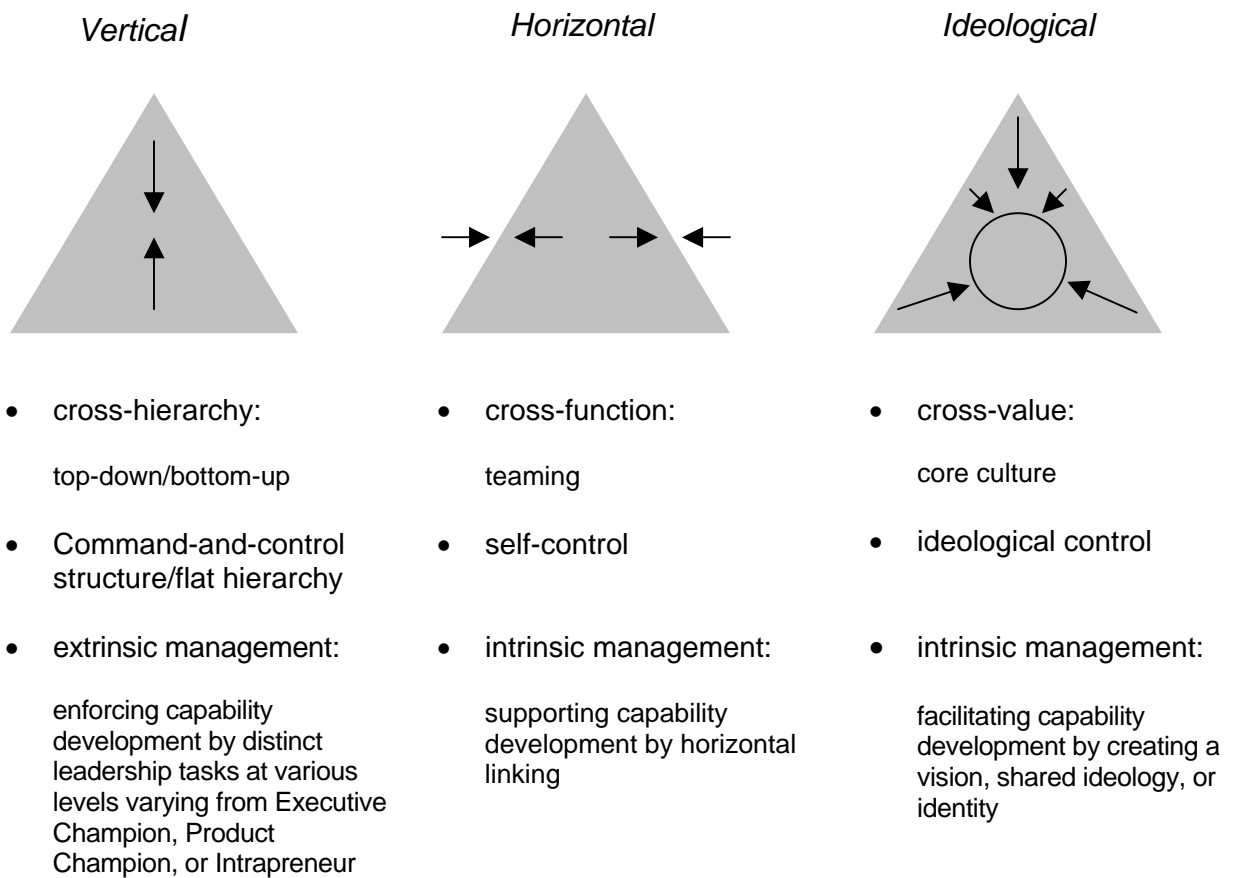 Vertical
Horizontal
Ideological
• cross-hierarchy:
top-down/bottom-up
• Command-and-control
structure/flat hierarchy
• extrinsic management:
enforcing capability
development by distinct
leadership tasks at various
levels varying from Executive
Champion, Product
Champion, or Intrapreneur
• cross-function:
teaming
• self-control
• intrinsic management:
supporting capability
development by horizontal
linking
• cross-value:
core culture
• ideological control
• intrinsic management:
facilitating capability
development by creating a
vision, shared ideology, or
identity